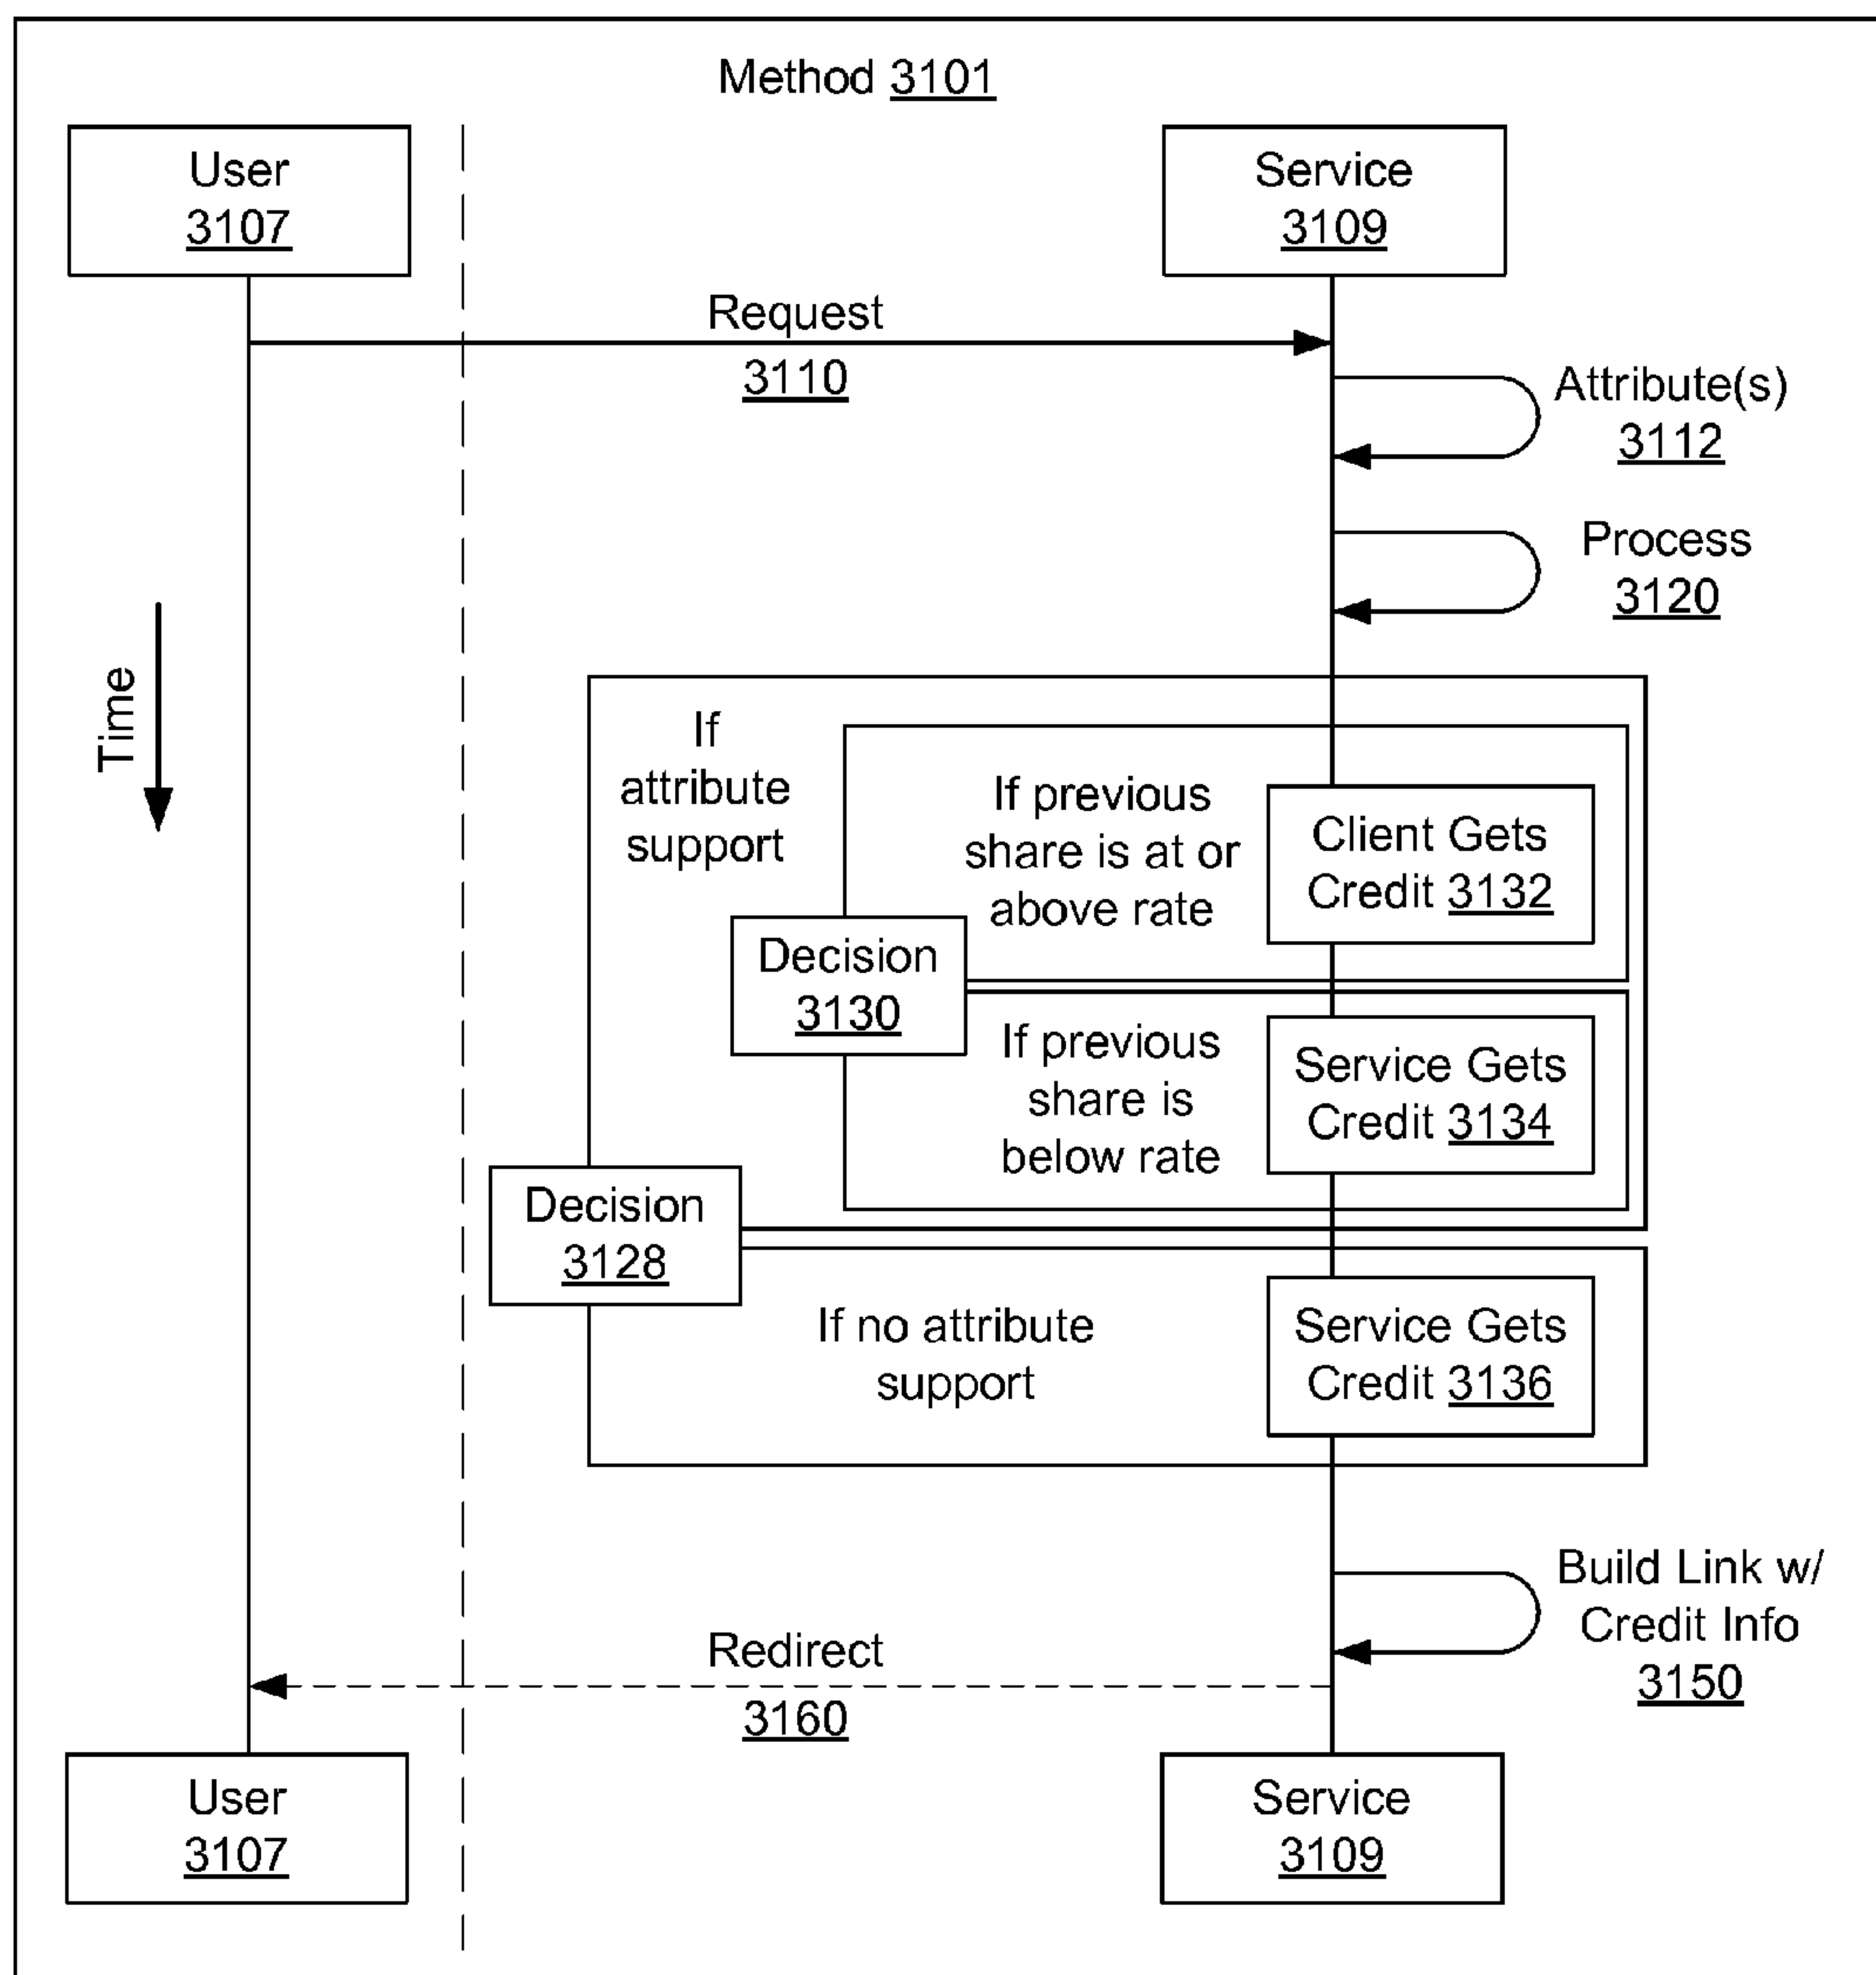 Method 3101
User
3107
Service
3109
Request
3110
Attribute(s)
3112
Process
3120
Time
If
attribute
support
If previous
share is at or
above rate
Client Gets
Credit 3132
Decision
3130
If previous
share is
below rate
Service Gets
Credit 3134
Decision
3128
If no attribute
support
Service Gets
Credit 3136
Build Link w/
Credit Info
3150
Redirect
3160
User
3107
Service
3109